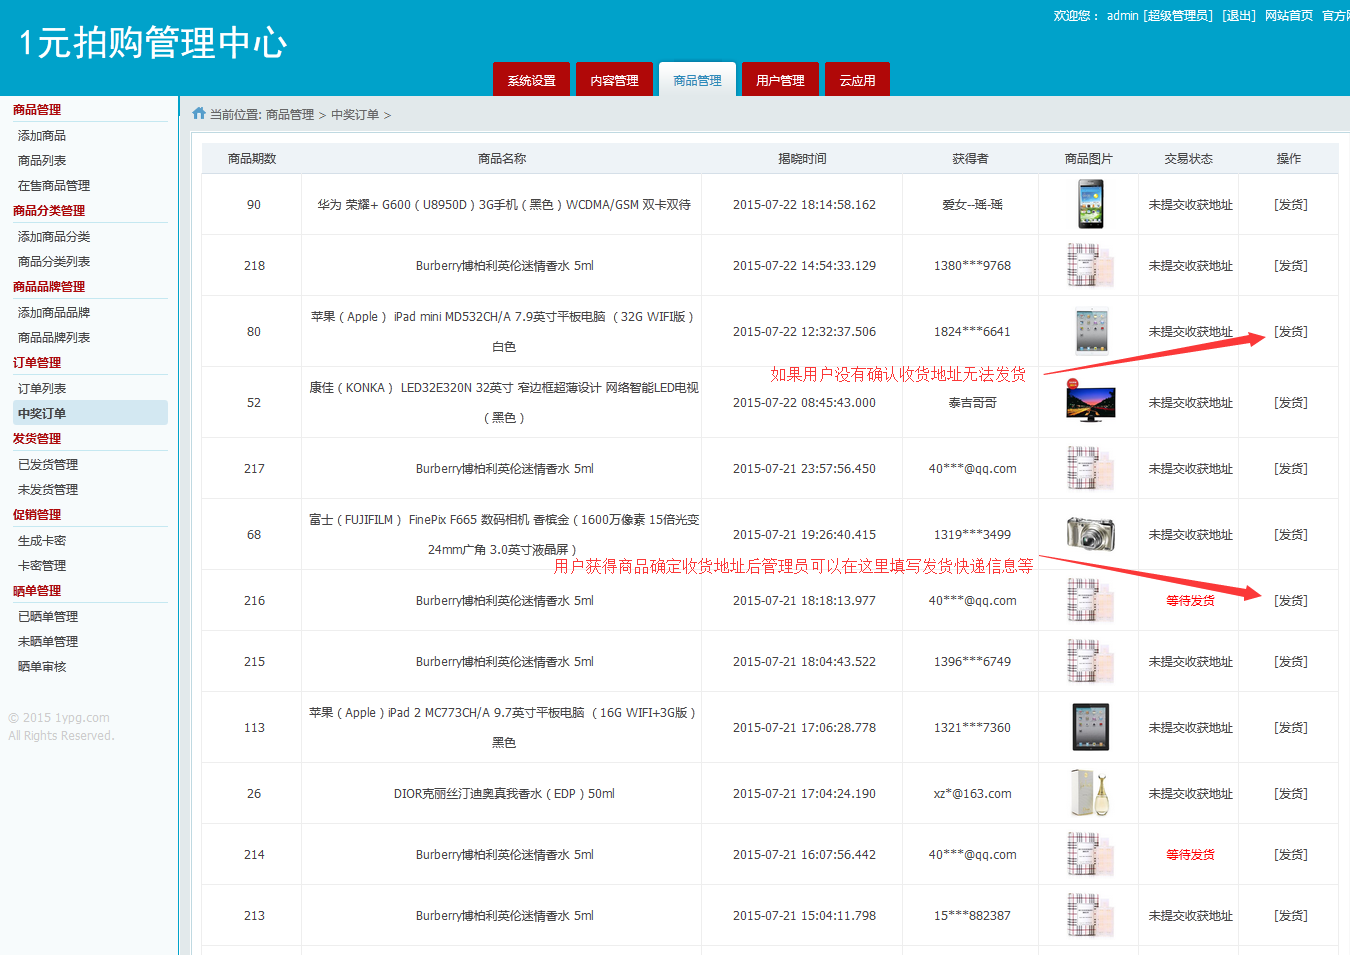 欢迎您： admin [超级管理员] [退出] 网站首页 官方
1元拍购管理中心
系统设置 内容管理 商品管理 用户管理 云应用
当前位置: 商品管理 > 中奖订单 >
商品管理
添加商品
商品列表
在售商品管理
商品分类管理
添加商品分类
商品分类列表
商品品牌管理
添加商品品牌
商品品牌列表
订单管理
订单列表
中奖订单
发货管理
已发货管理
未发货管理
促销管理
生成卡密
卡密管理
晒单管理
已晒单管理
未晒单管理
晒单审核
© 2015 1ypg.com
All Rights Reserved.
商品期数 商品名称 揭晓时间 获得者 商品图片 交易状态 操作
90 华为 荣耀+ G600（U8950D）3G手机（黑色）WCDMA/GSM 双卡双待 2015-07-22 18:14:58.162 爱女--瑶-瑶 未提交收获地址 [发货]
218 Burberry博柏利英伦迷情香水 5ml 2015-07-22 14:54:33.129 1380***9768 未提交收获地址 [发货]
苹果（Apple） iPad mini MD532CH/A 7.9英寸平板电脑 （32G WIFI版）
白色
80 2015-07-22 12:32:37.506 1824***6641 未提交收获地址 [发货]
如果用户没有确认收货地址无法发货
康佳（KONKA） LED32E320N 32英寸 窄边框超薄设计 网络智能LED电视
（黑色）
52 2015-07-22 08:45:43.000 泰吉哥哥 未提交收获地址 [发货]
217 Burberry博柏利英伦迷情香水 5ml 2015-07-21 23:57:56.450 40***@qq.com 未提交收获地址 [发货]
富士（FUJIFILM） FinePix F665 数码相机 香槟金（1600万像素 15倍光变
24mm广角 3.0英寸液晶屏）
68 2015-07-21 19:26:40.415 1319***3499 未提交收获地址 [发货]
用户获得商品确定收货地址后管理员可以在这里填写发货快递信息等
216 Burberry博柏利英伦迷情香水 5ml 2015-07-21 18:18:13.977 40***@qq.com 等待发货 [发货]
215 Burberry博柏利英伦迷情香水 5ml 2015-07-21 18:04:43.522 1396***6749 未提交收获地址 [发货]
苹果（Apple）iPad 2 MC773CH/A 9.7英寸平板电脑 （16G WIFI+3G版）
黑色
113 2015-07-21 17:06:28.778 1321***7360 未提交收获地址 [发货]
26 DIOR克丽丝汀迪奥真我香水（EDP）50ml 2015-07-21 17:04:24.190 xz*@163.com 未提交收获地址 [发货]
214 Burberry博柏利英伦迷情香水 5ml 2015-07-21 16:07:56.442 40***@qq.com 等待发货 [发货]
213 Burberry博柏利英伦迷情香水 5ml 2015-07-21 15:04:11.798 15***882387 未提交收获地址 [发货]